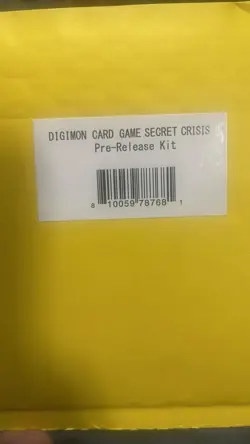 DIGIMON CARD GAME SECRET CRISIS
Pre-Release Kit
8 10059 78768 1